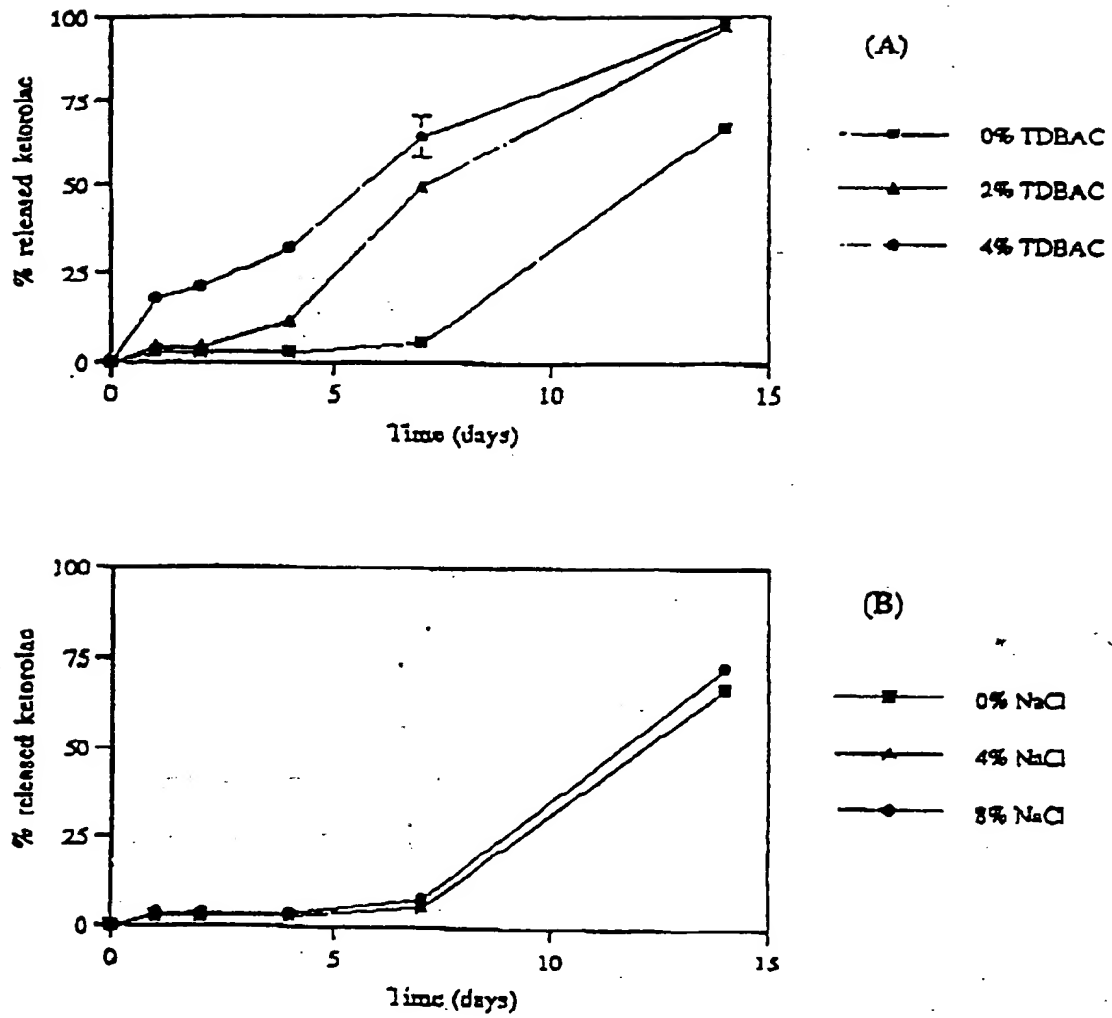 100
75
50
25
0
% released ketorolac
0
5
10
15
Time (days)
(A)
0% TDBAC
2% TDBAC
4% TDBAC
100
75
50
25
0
% released ketorolac
0
5
10
15
Time (days)
(B)
0% NaCl
4% NaCl
8% NaCl